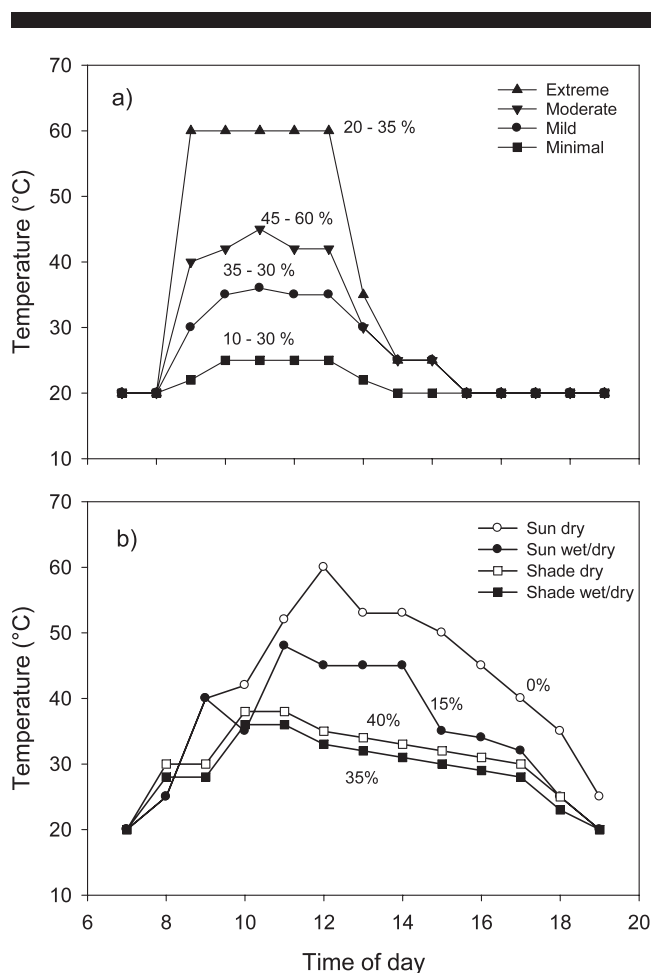 70
a)
Extreme
Moderate
Mild
Minimal
60
20 - 35 %
50
45 - 60 %
40
35 - 30 %
30
10 - 30 %
20
10
Temperature (°C)
70
b)
Sun dry
Sun wet/dry
Shade dry
Shade wet/dry
60
50
0%
40
15%
40%
30
35%
20
10
Temperature (°C)
6 8 10 12 14 16 18 20
Time of day